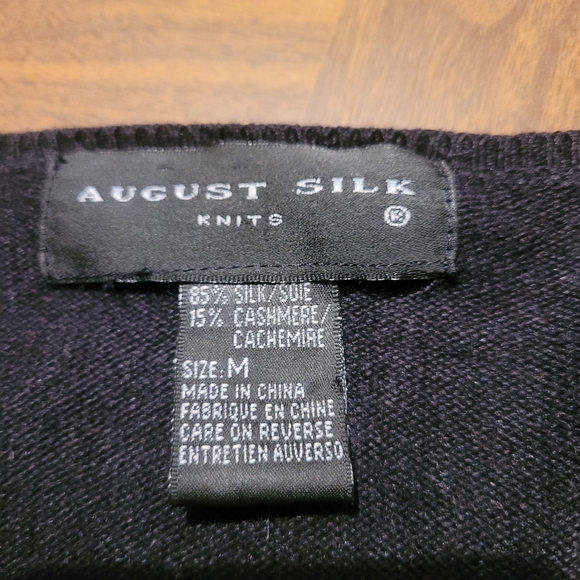 AUGUST SILK
KNITS ®
85% SILK/SOIE
15% CASHMERE/
CACHEMIRE
SIZE: M
MADE IN CHINA
FABRIQUE EN CHINE
CARE ON REVERSE
ENTRETIEN AUVERSO